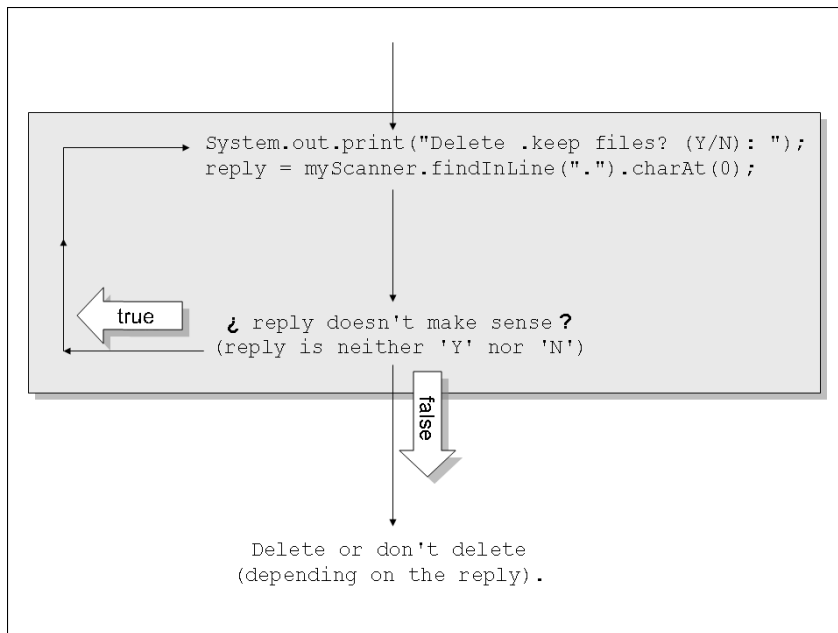 System.out.print("Delete .keep files? (Y/N): ");
reply = myScanner.findInLine(".").charAt(0);
true
¿ reply doesn't make sense ?
(reply is neither 'Y' nor 'N')
false
Delete or don't delete
(depending on the reply).